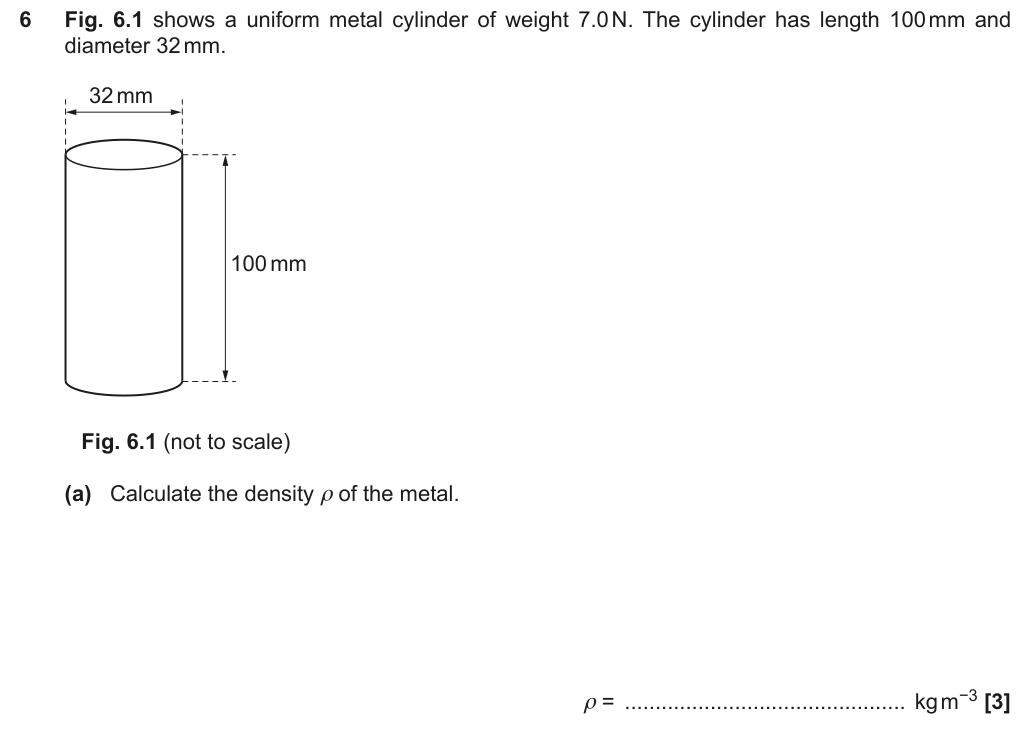 6 Fig. 6.1 shows a uniform metal cylinder of weight 7.0 N. The cylinder has length 100 mm and
diameter 32 mm.
32 mm
100 mm
Fig. 6.1 (not to scale)
(a) Calculate the density ρ of the metal.
ρ = .............................................. kg m⁻³ [3]